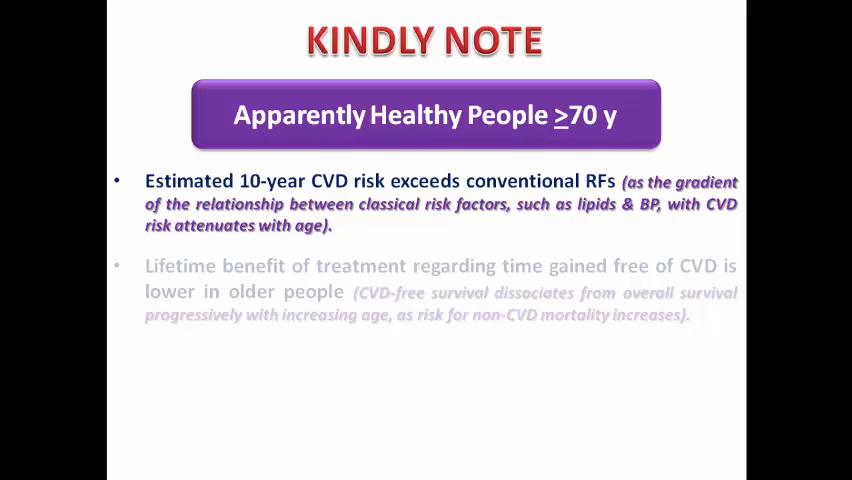 KINDLY NOTE
Apparently Healthy People ≥70 y
• Estimated 10-year CVD risk exceeds conventional RFs (as the gradient
of the relationship between classical risk factors, such as lipids & BP, with CVD
risk attenuates with age).
• Lifetime benefit of treatment regarding time gained free of CVD is
lower in older people (CVD-free survival dissociates from overall survival
progressively with increasing age, as risk for non-CVD mortality increases).